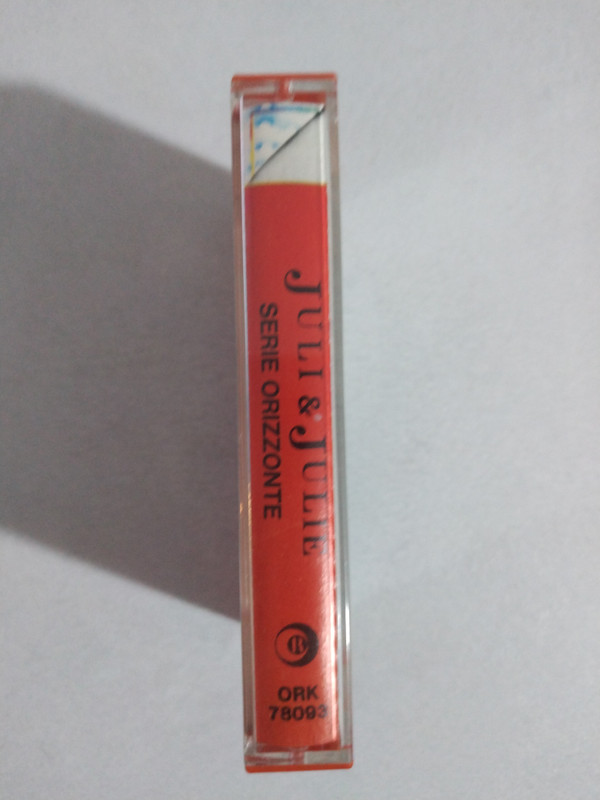 JULI & JULIE
SERIE ORIZZONTE
ORK
78093